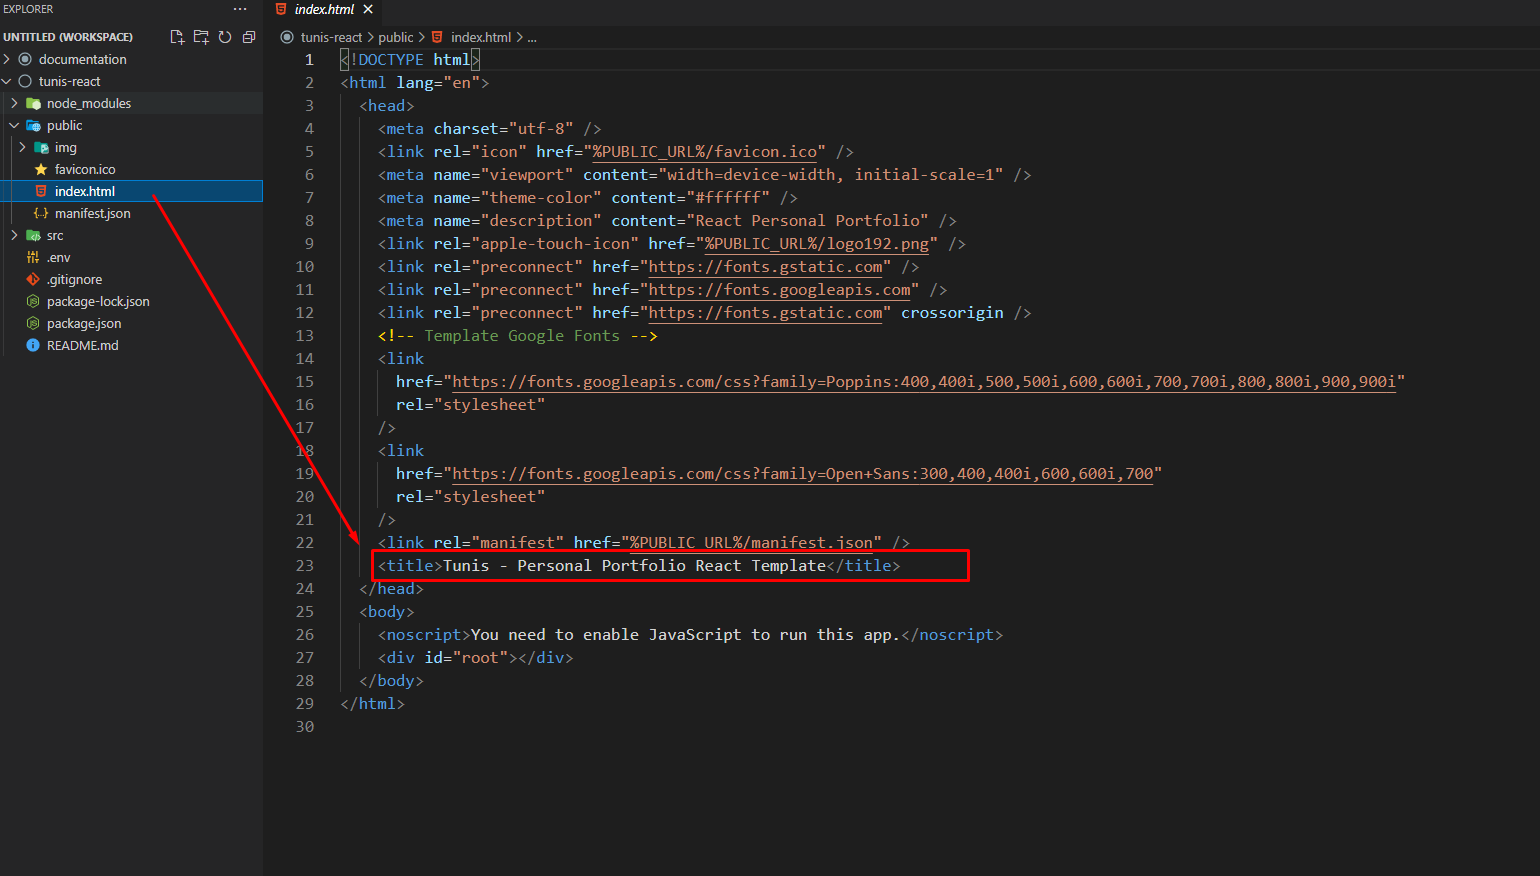 EXPLORER
UNTITLED (WORKSPACE)
documentation
tunis-react
node_modules
public
img
favicon.ico
index.html
manifest.json
src
.env
.gitignore
package-lock.json
package.json
README.md
index.html
tunis-react > public > index.html > ...
1 <!DOCTYPE html>
2 <html lang="en">
3 <head>
4 <meta charset="utf-8" />
5 <link rel="icon" href="%PUBLIC_URL%/favicon.ico" />
6 <meta name="viewport" content="width=device-width, initial-scale=1" />
7 <meta name="theme-color" content="#ffffff" />
8 <meta name="description" content="React Personal Portfolio" />
9 <link rel="apple-touch-icon" href="%PUBLIC_URL%/logo192.png" />
10 <link rel="preconnect" href="https://fonts.gstatic.com" />
11 <link rel="preconnect" href="https://fonts.googleapis.com" />
12 <link rel="preconnect" href="https://fonts.gstatic.com" crossorigin />
13 <!-- Template Google Fonts -->
14 <link
15 href="https://fonts.googleapis.com/css?family=Poppins:400,400i,500,500i,600,600i,700,700i,800,800i,900,900i"
16 rel="stylesheet"
17 />
18 <link
19 href="https://fonts.googleapis.com/css?family=Open+Sans:300,400,400i,600,600i,700"
20 rel="stylesheet"
21 />
22 <link rel="manifest" href="%PUBLIC_URL%/manifest.json" />
23 <title>Tunis - Personal Portfolio React Template</title>
24 </head>
25 <body>
26 <noscript>You need to enable JavaScript to run this app.</noscript>
27 <div id="root"></div>
28 </body>
29 </html>
30